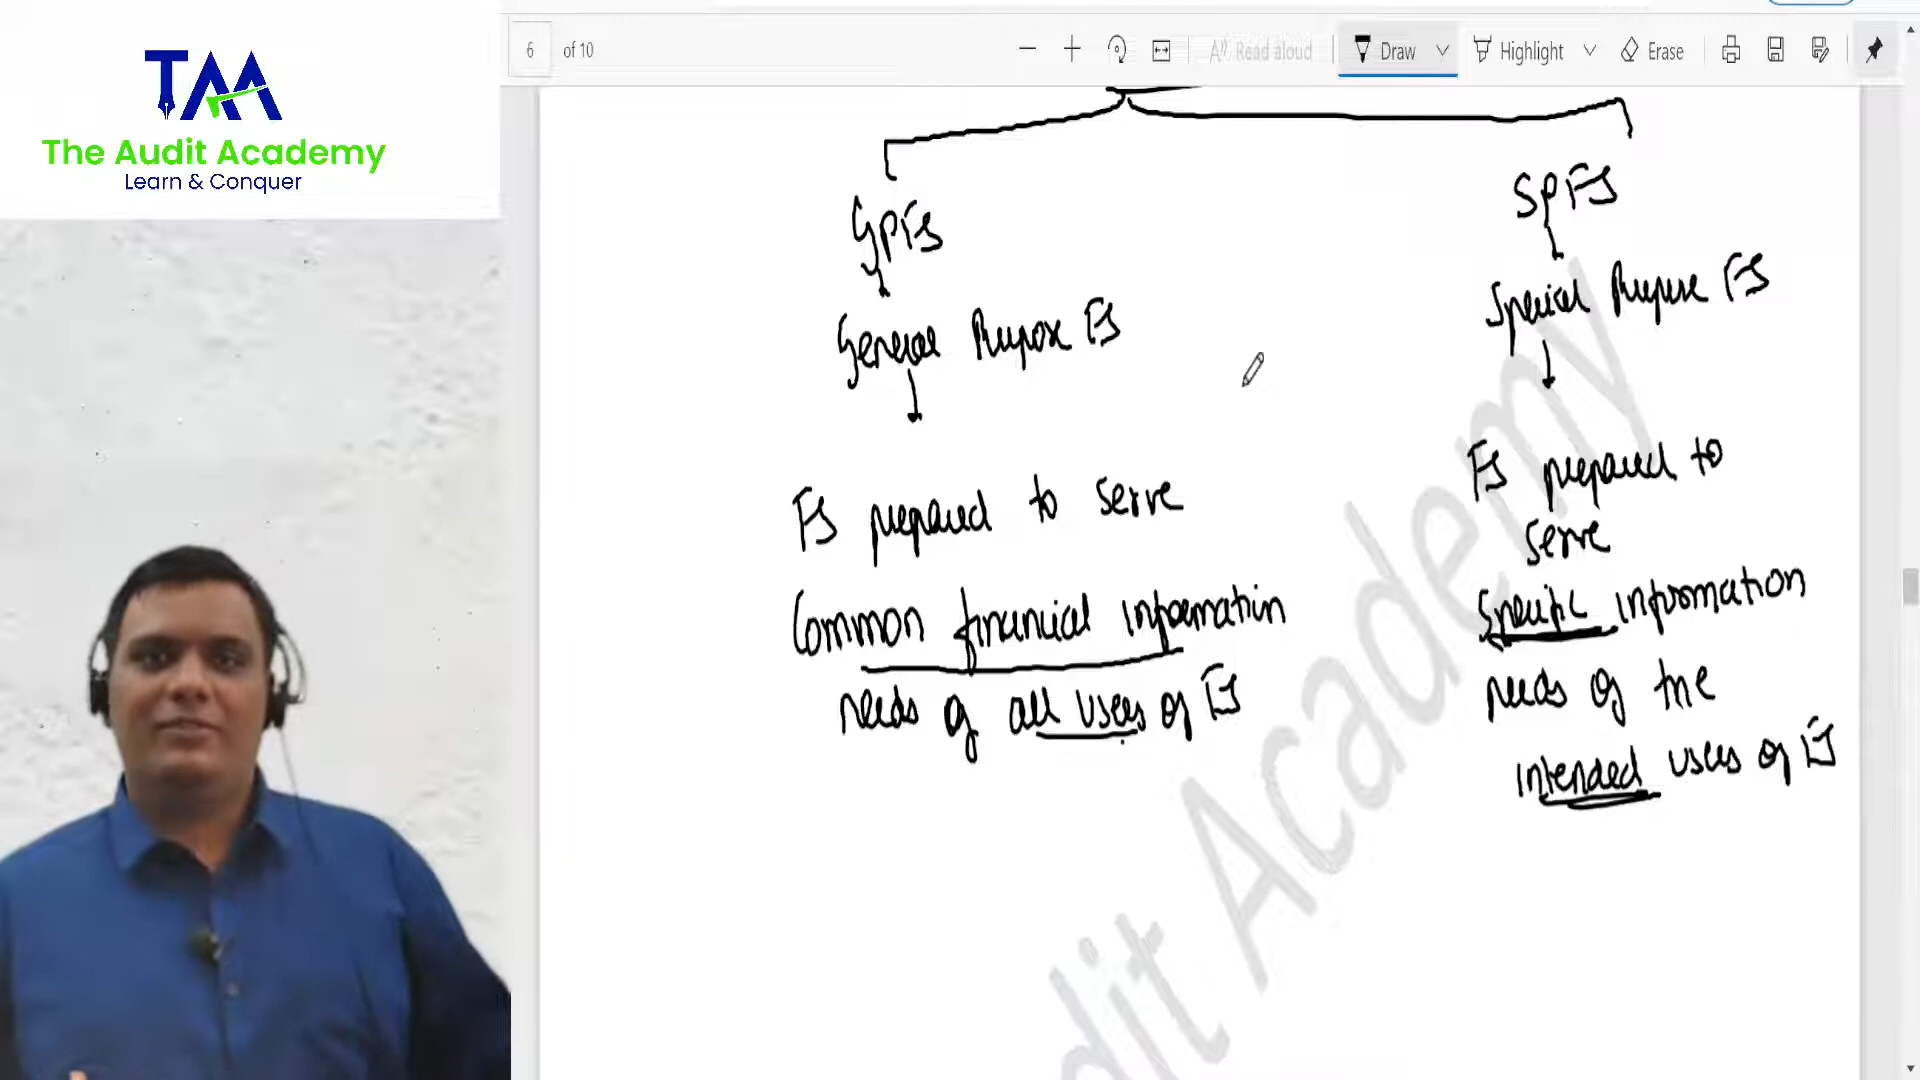 TAA
The Audit Academy
Learn & Conquer
6 of 10
Read aloud
Draw
Highlight
Erase
GPFS
General Purpose FS
FS prepared to serve
Common financial information
needs of all users of FS
SPFS
Special Purpose FS
FS prepared to
serve
Specific information
needs of the
intended users of FS
Audit Academy